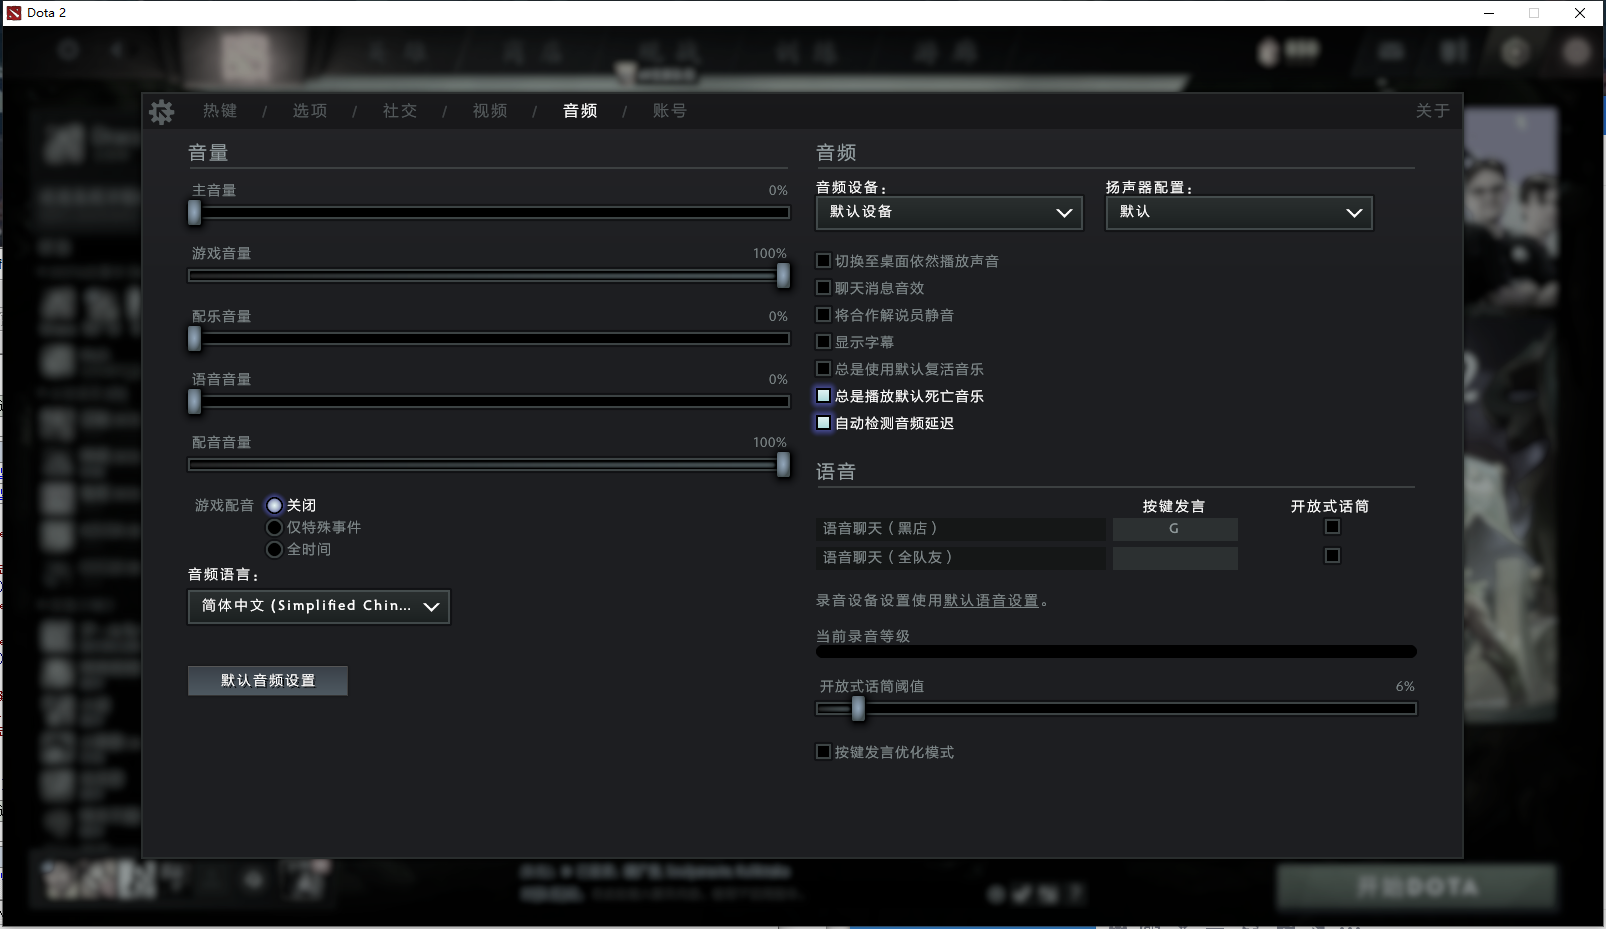 Dota 2
热键 / 选项 / 社交 / 视频 / 音频 / 账号 关于
音量
主音量 0%
游戏音量 100%
配乐音量 0%
语音音量 0%
配音音量 100%
游戏配音 关闭
仅特殊事件
全时间
音频语言：
简体中文 (Simplified Chin...
默认音频设置
音频
音频设备： 扬声器配置：
默认设备 默认
切换至桌面依然播放声音
聊天消息音效
将合作解说员静音
显示字幕
总是使用默认复活音乐
总是播放默认死亡音乐
自动检测音频延迟
语音
按键发言 开放式话筒
语音聊天（黑店） G
语音聊天（全队友）
录音设备设置使用默认语音设置。
当前录音等级
开放式话筒阈值 6%
按键发言优化模式
开始DOTA